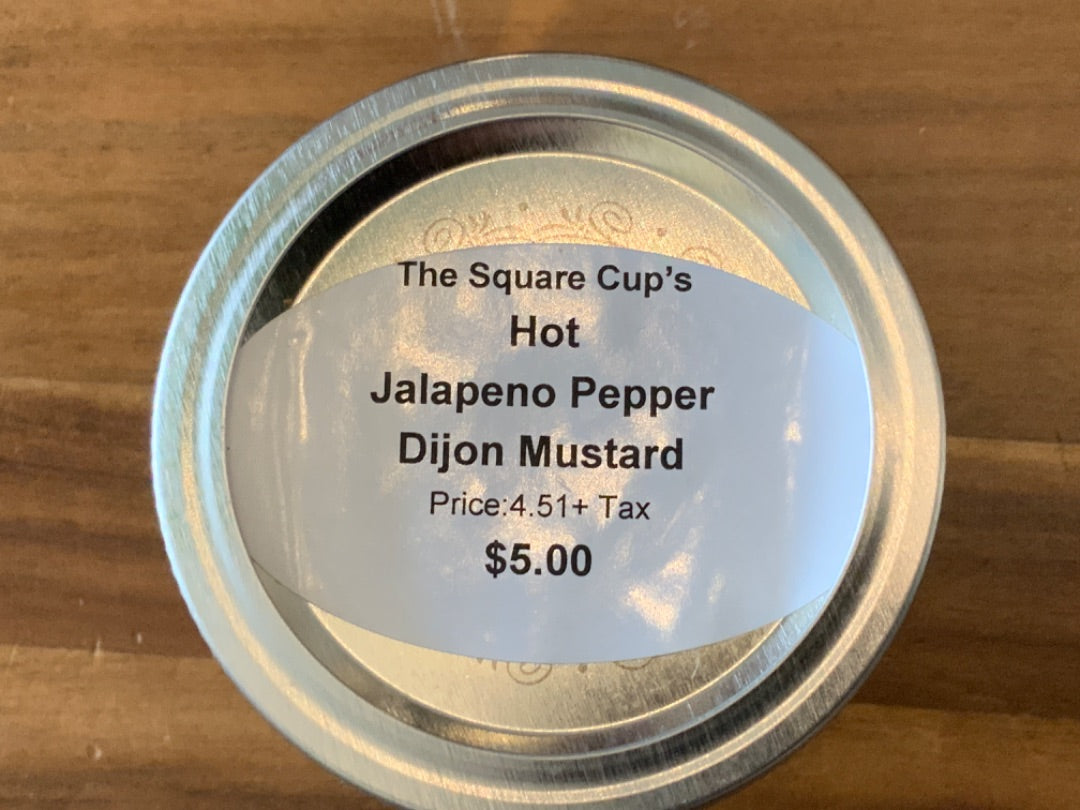 The Square Cup’s
Hot
Jalapeno Pepper
Dijon Mustard
Price:4.51+ Tax
$5.00